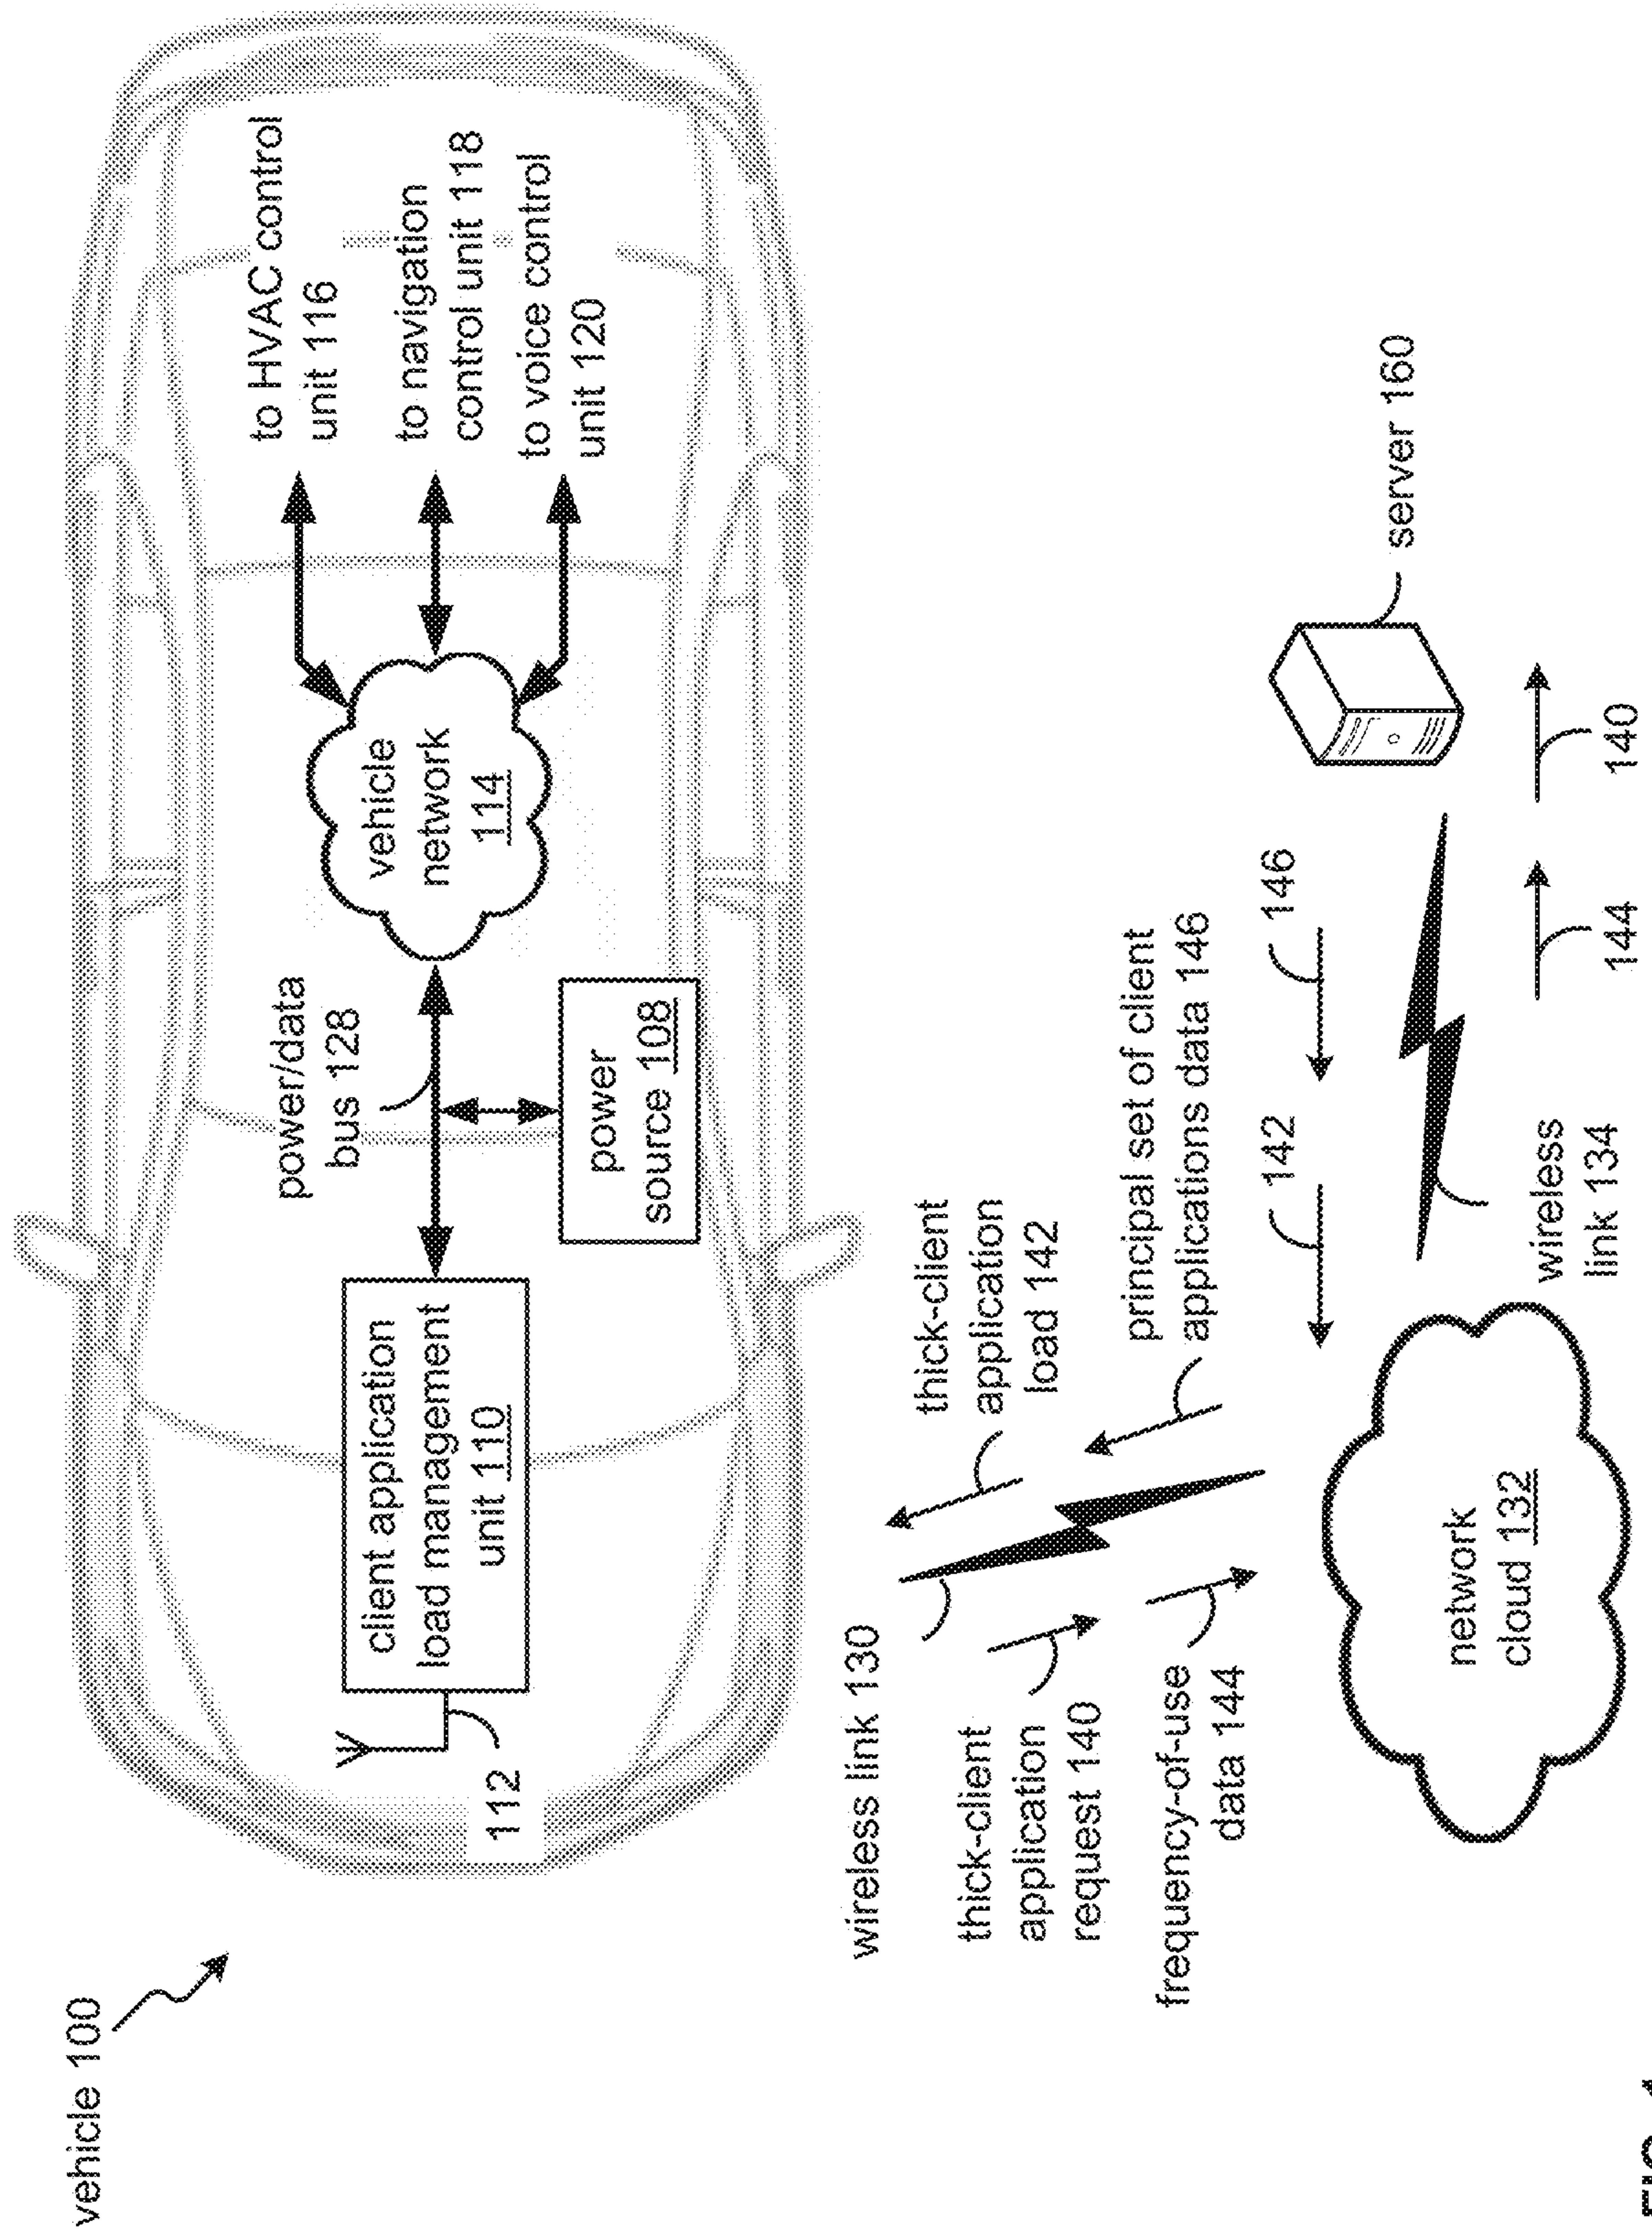 vehicle 100
to HVAC control
unit 116
to navigation
control unit 118
to voice control
unit 120
power/data
bus 128
vehicle
network
114
client application
load management
unit 110
power
source 108
112
wireless link 130
thick-client
application
load 142
thick-client
application
request 140
principal set of client
applications data 146
frequency-of-use
data 144
142
146
server 160
network
cloud 132
wireless
link 134
144
140
FIG. 1